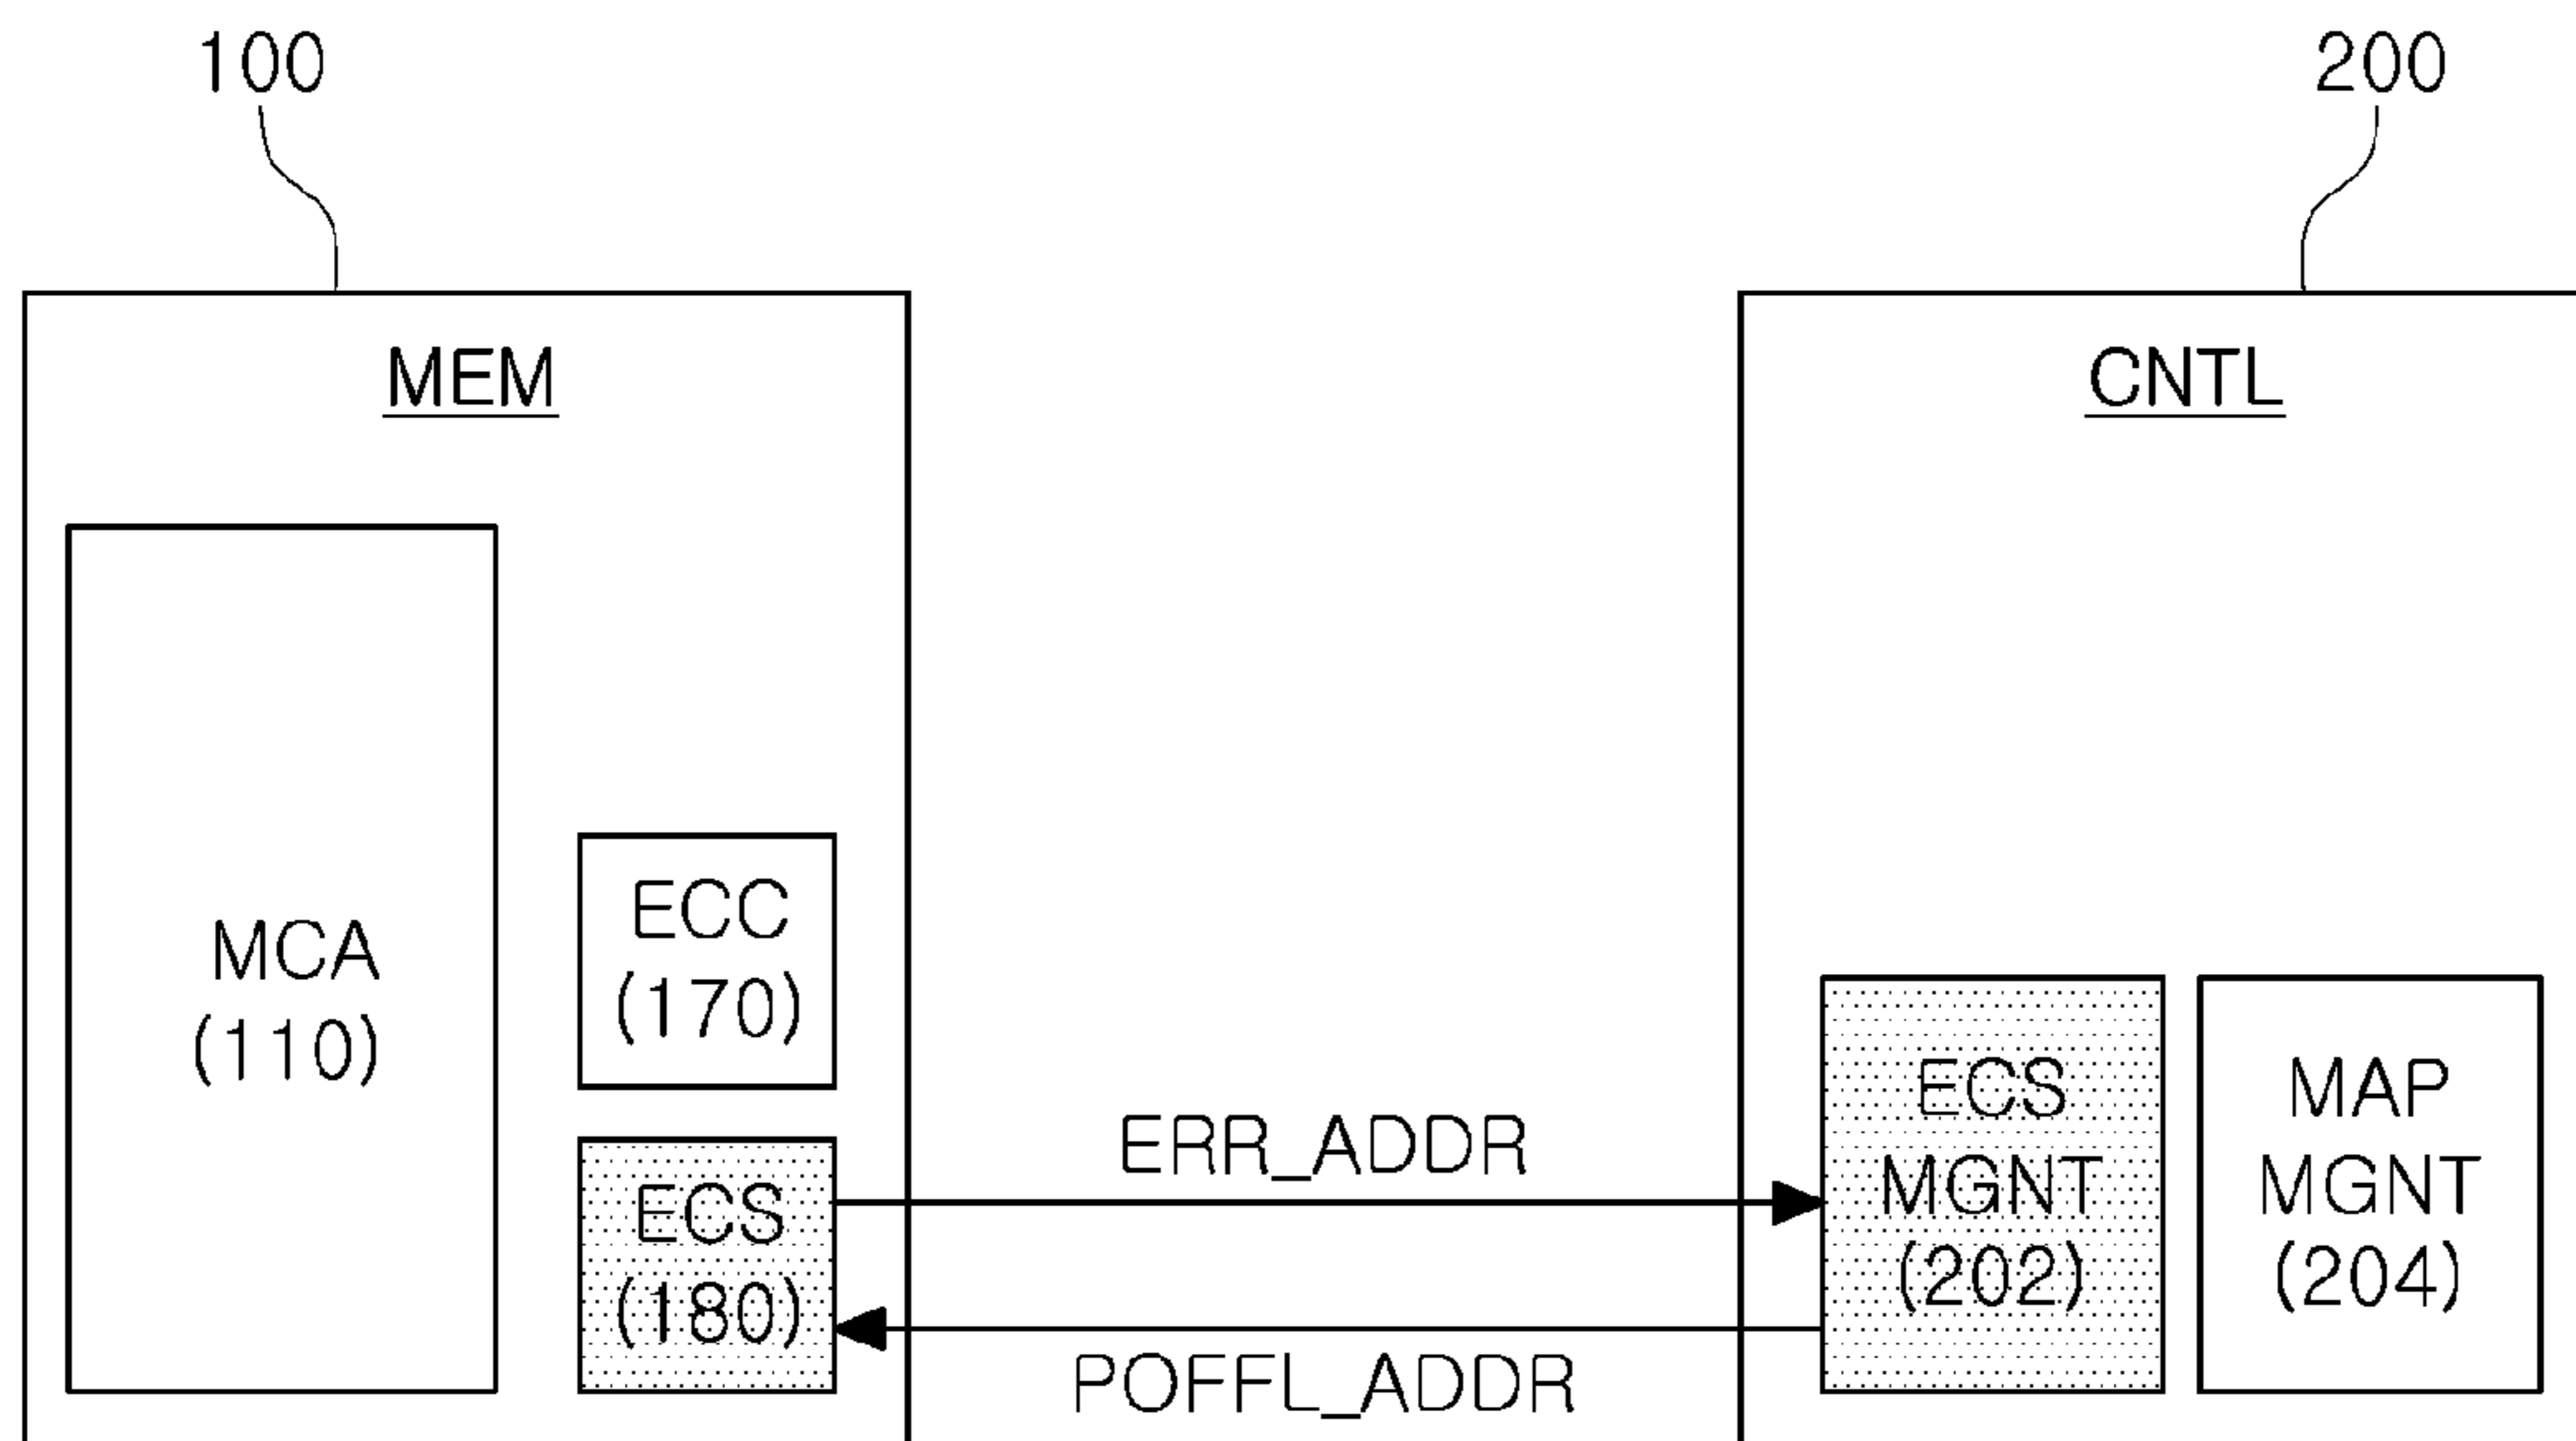 100
200
MEM
CNTL
MCA
(110)
ECC
(170)
ECS
(180)
ERR_ADDR
POFFL_ADDR
ECS
MGNT
(202)
MAP
MGNT
(204)